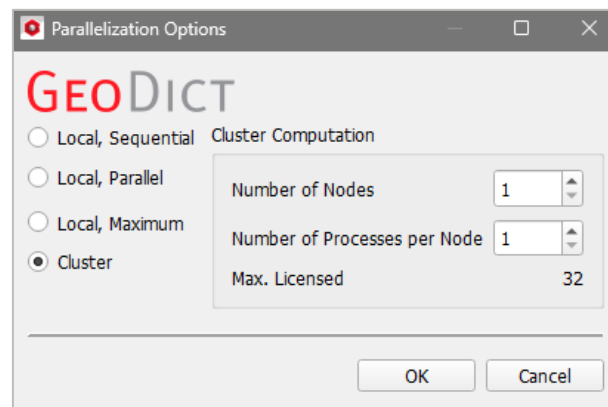 Parallelization Options
GEODICT
Local, Sequential
Cluster Computation
Local, Parallel
Number of Nodes 1
Local, Maximum
Number of Processes per Node 1
Cluster
Max. Licensed 32
OK Cancel